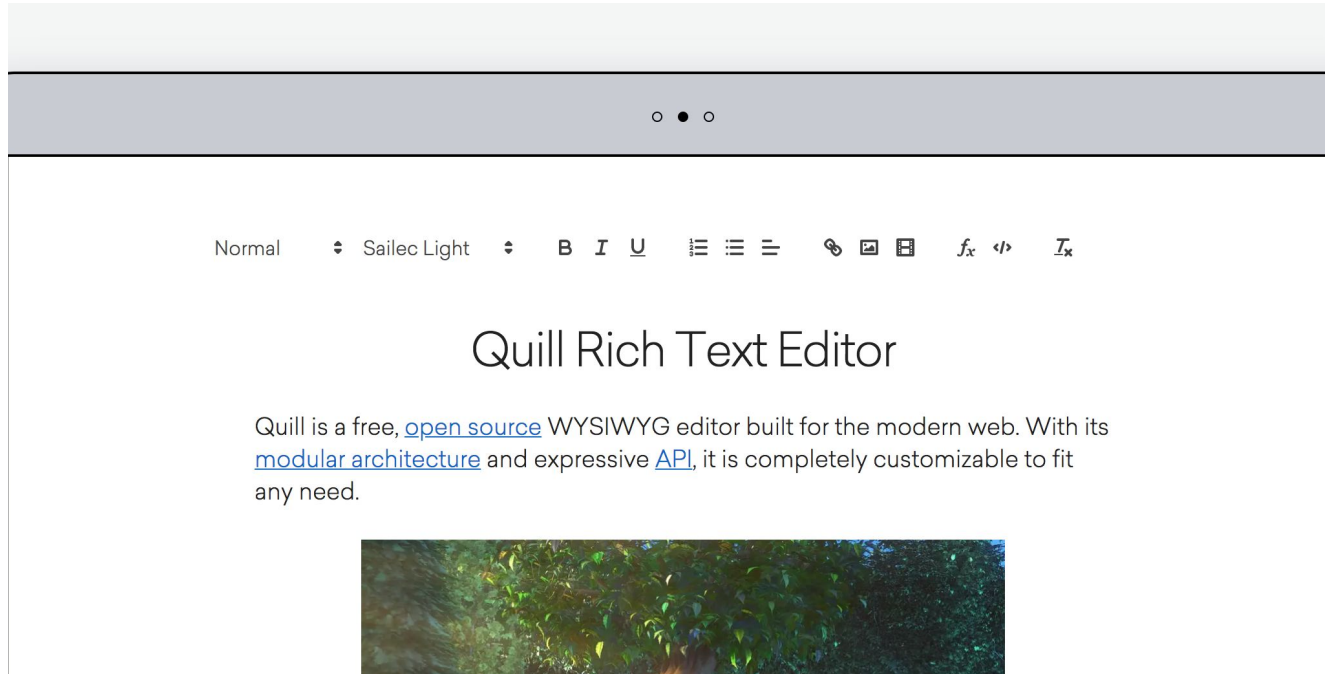 Normal Sailec Light B I U fx </> Tx
Quill Rich Text Editor
Quill is a free, open source WYSIWYG editor built for the modern web. With its
modular architecture and expressive API, it is completely customizable to fit
any need.